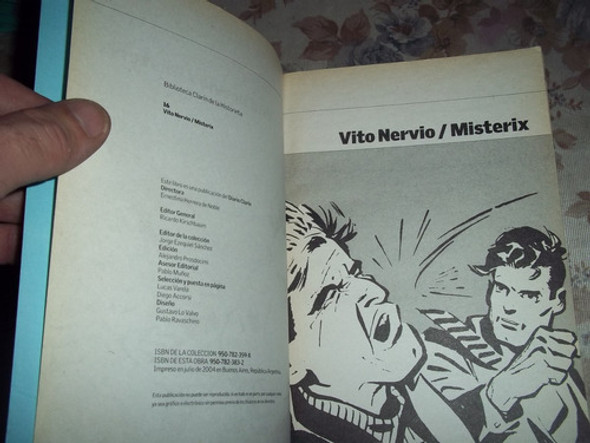 Biblioteca Clarín de la Historieta
16
Vito Nervio / Misterix
Este libro es una publicación de Diario Clarín
Directora
Ernestina Herrera de Noble
Editor General
Ricardo Kirschbaum
Editor de la colección
Jorge Ezequiel Sánchez
Edición
Alejandro Prosdocimi
Asesor Editorial
Pablo Muñoz
Selección y puesta en página
Lucas Varela
Diego Accorsi
Diseño
Gustavo Lo Valvo
Pablo Ravaschino
ISBN DE LA COLECCION 950-782-359-X
ISBN DE ESTA OBRA 950-782-383-2
Impreso en julio de 2004 en Buenos Aires, República Argentina.
Vito Nervio / Misterix